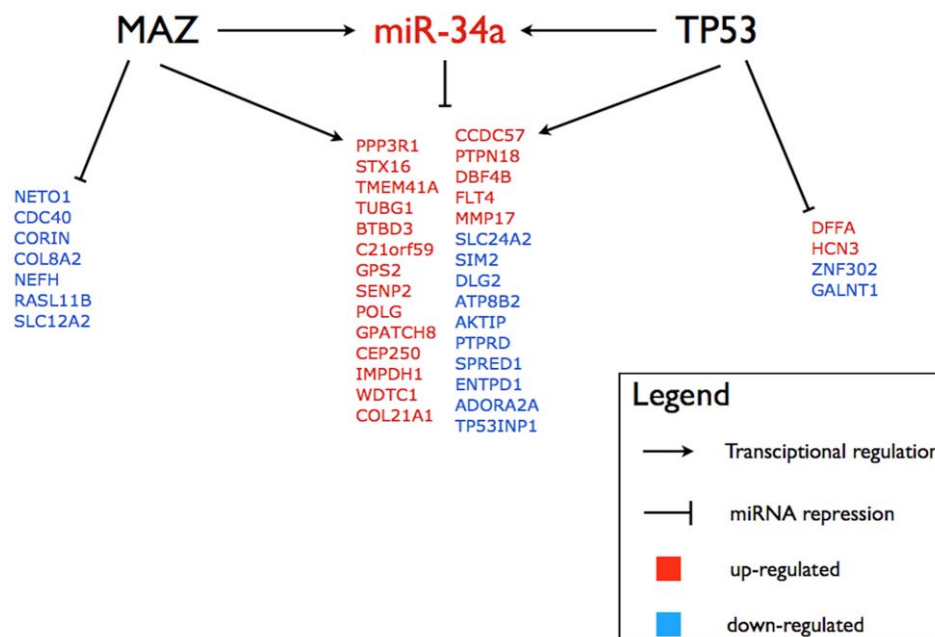 MAZ
miR-34a
TP53
NETO1
CDC40
CORIN
COL8A2
NEFH
RASL11B
SLC12A2
PPP3R1
STX16
TMEM41A
TUBG1
BTBD3
C21orf59
GPS2
SENP2
POLG
GPATCH8
CEP250
IMPDH1
WDTC1
COL21A1
CCDC57
PTPN18
DBF4B
FLT4
MMP17
SLC24A2
SIM2
DLG2
ATP8B2
AKTIP
PTPRD
SPRED1
ENTPD1
ADORA2A
TP53INP1
DFFA
HCN3
ZNF302
GALNT1
Legend
Transciptional regulation
miRNA repression
up-regulated
down-regulated